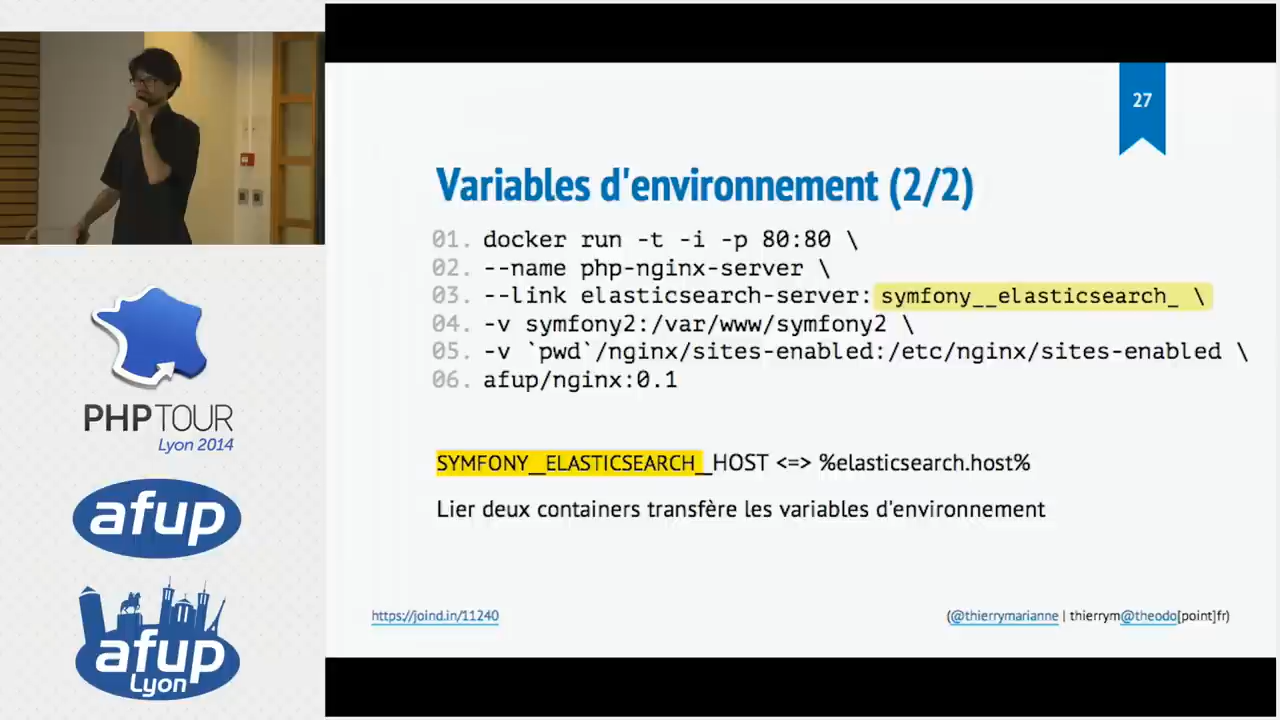 27
Variables d'environnement (2/2)
01. docker run -t -i -p 80:80 \
02. --name php-nginx-server \
03. --link elasticsearch-server:symfony__elasticsearch_ \
04. -v symfony2:/var/www/symfony2 \
05. -v `pwd`/nginx/sites-enabled:/etc/nginx/sites-enabled \
06. afup/nginx:0.1
SYMFONY__ELASTICSEARCH__HOST <=> %elasticsearch.host%
Lier deux containers transfère les variables d'environnement
https://joind.in/11240
(@thierrymarianne | thierrym@theodo[point]fr)
PHPTOUR
Lyon 2014
afup
afup
Lyon